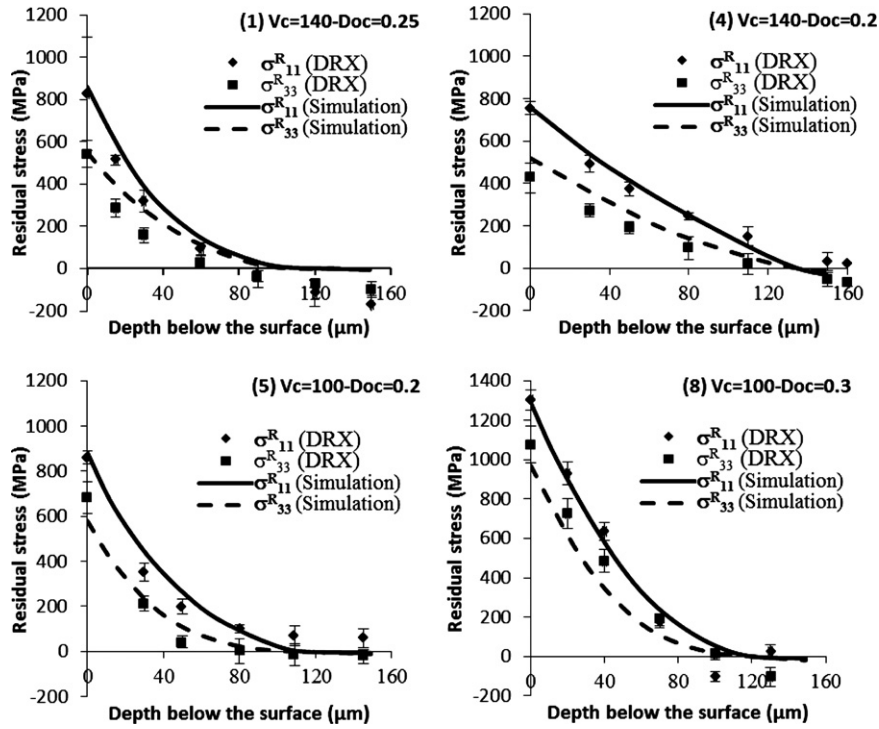 (1) Vc=140-Doc=0.25
1200
1000
800
600
400
200
0
-200
0 40 80 120 160
Residual stress (MPa)
Depth below the surface (μm)
σᴿ₁₁ (DRX)
σᴿ₃₃ (DRX)
σᴿ₁₁ (Simulation)
σᴿ₃₃ (Simulation)
(4) Vc=140-Doc=0.2
1200
1000
800
600
400
200
0
-200
0 40 80 120 160
Residual stress (MPa)
Depth below the surface (μm)
σᴿ₁₁ (DRX)
σᴿ₃₃ (DRX)
σᴿ₁₁ (Simulation)
σᴿ₃₃ (Simulation)
(5) Vc=100-Doc=0.2
1200
1000
800
600
400
200
0
-200
0 40 80 120 160
Residual stress (MPa)
Depth below the surface (μm)
σᴿ₁₁ (DRX)
σᴿ₃₃ (DRX)
σᴿ₁₁ (Simulation)
σᴿ₃₃ (Simulation)
(8) Vc=100-Doc=0.3
1400
1200
1000
800
600
400
200
0
-200
0 40 80 120 160
Residual stress (MPa)
Depth below the surface (μm)
σᴿ₁₁ (DRX)
σᴿ₃₃ (DRX)
σᴿ₁₁ (Simulation)
σᴿ₃₃ (Simulation)